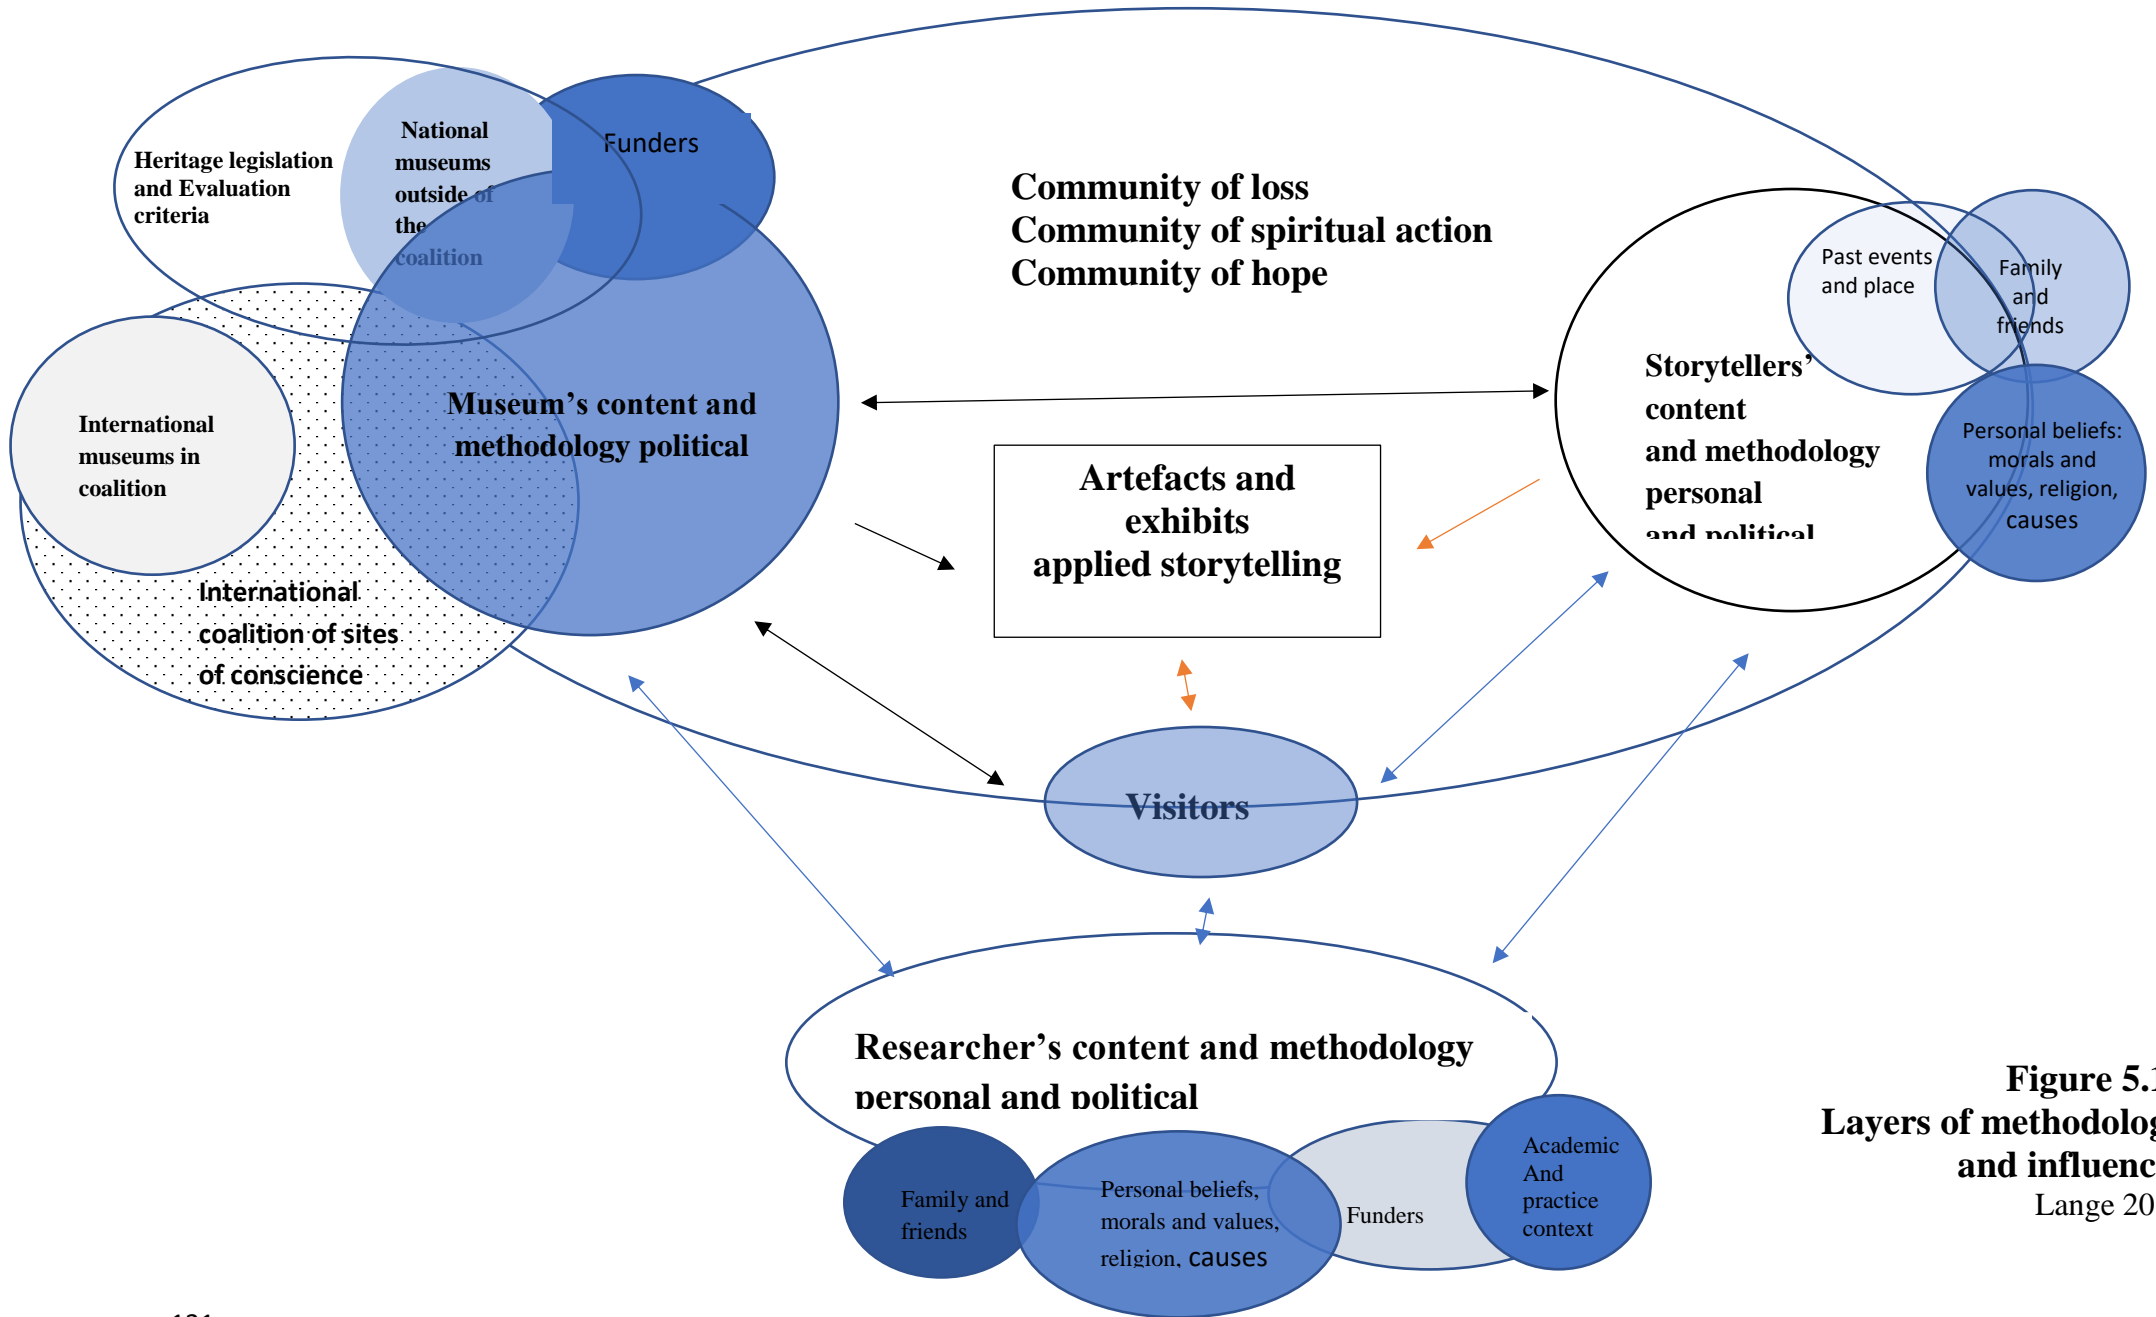 Heritage legislation
and Evaluation
criteria
National
museums
outside of
the
coalition
Funders
Community of loss
Community of spiritual action
Community of hope
Past events
and place
Family
and
friends
Storytellers’
content
and methodology
personal
and political
Personal beliefs:
morals and
values, religion,
causes
Museum’s content and
methodology political
International
museums in
coalition
International
coalition of sites
of conscience
Artefacts and
exhibits
applied storytelling
Visitors
Researcher’s content and methodology
personal and political
Family and
friends
Personal beliefs,
morals and values,
religion, causes
Funders
Academic
And
practice
context
Figure 5.1
Layers of methodolog
and influenc
Lange 20